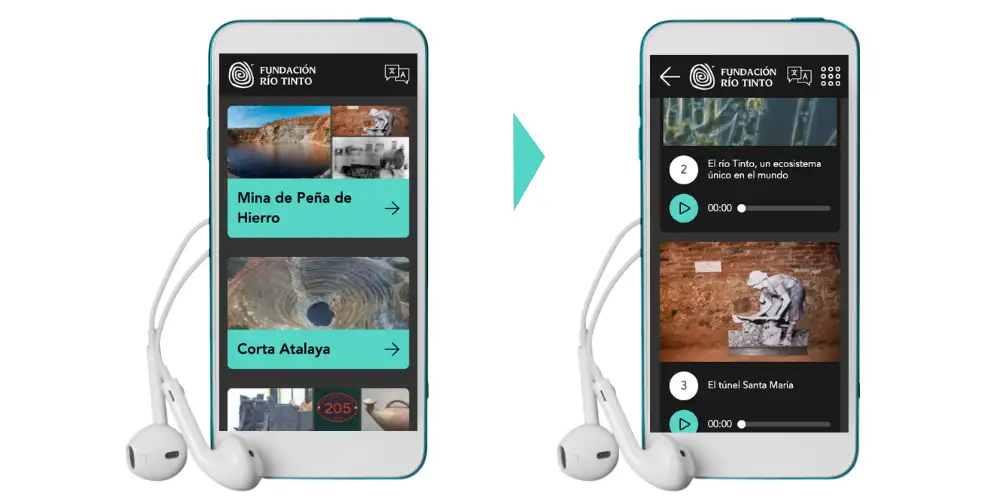 FUNDACIÓN
RÍO TINTO
Mina de Peña de
Hierro
Corta Atalaya
205
FUNDACIÓN
RÍO TINTO
2
El río Tinto, un ecosistema
único en el mundo
00:00
3
El túnel Santa María
00:00